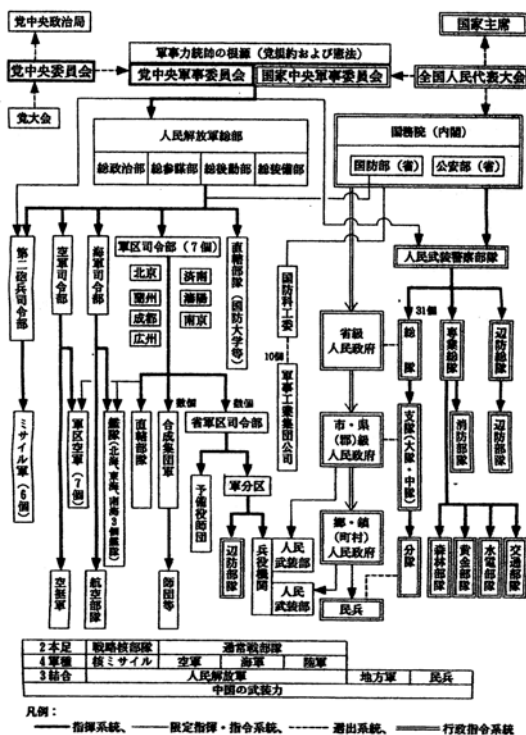 党中央政治局
国家主席
軍事力統帥の根源（党規約および憲法）
党中央委員会
党中央軍事委員会
国家中央軍事委員会
全国人民代表大会
党大会
人民解放軍総部
総政治部
総参謀部
総後勤部
総後備部
国務院（内閣）
国防部（省）
公安部（省）
第二砲兵司令部
空軍司令部
海軍司令部
軍区司令部（7個）
北京
済南
蘭州
瀋陽
成都
南京
広州
直轄部隊（国防大学等）
国防科工委
10個
軍事工業集団公司
人民武装警察部隊
31個
省級
人民政府
総隊
専業総隊
辺防総隊
数個
数個
ミサイル軍（6個）
軍区空軍（7個）
艦隊（北海、東海、南海3個艦隊）
直轄部隊
合成集団軍
省軍区司令部
市・県
（郡）級
人民政府
支隊（大隊・中隊）
消防部隊
辺防部隊
予備役師団
軍分区
郷・鎮
（町村）
人民政府
空挺軍
航空部隊
師団等
辺防部隊
兵役機関
人民
武装部
人民
武装部
民兵
分隊
森林部隊
黄金部隊
水電部隊
交通部隊
2本足 戦略核部隊 通常戦部隊
4軍種 核ミサイル 空軍 海軍 陸軍
3結合 人民解放軍 地方軍 民兵
中国の武装力
凡例：
指揮系統、 限定指揮・指令系統、 選出系統、 行政指令系統